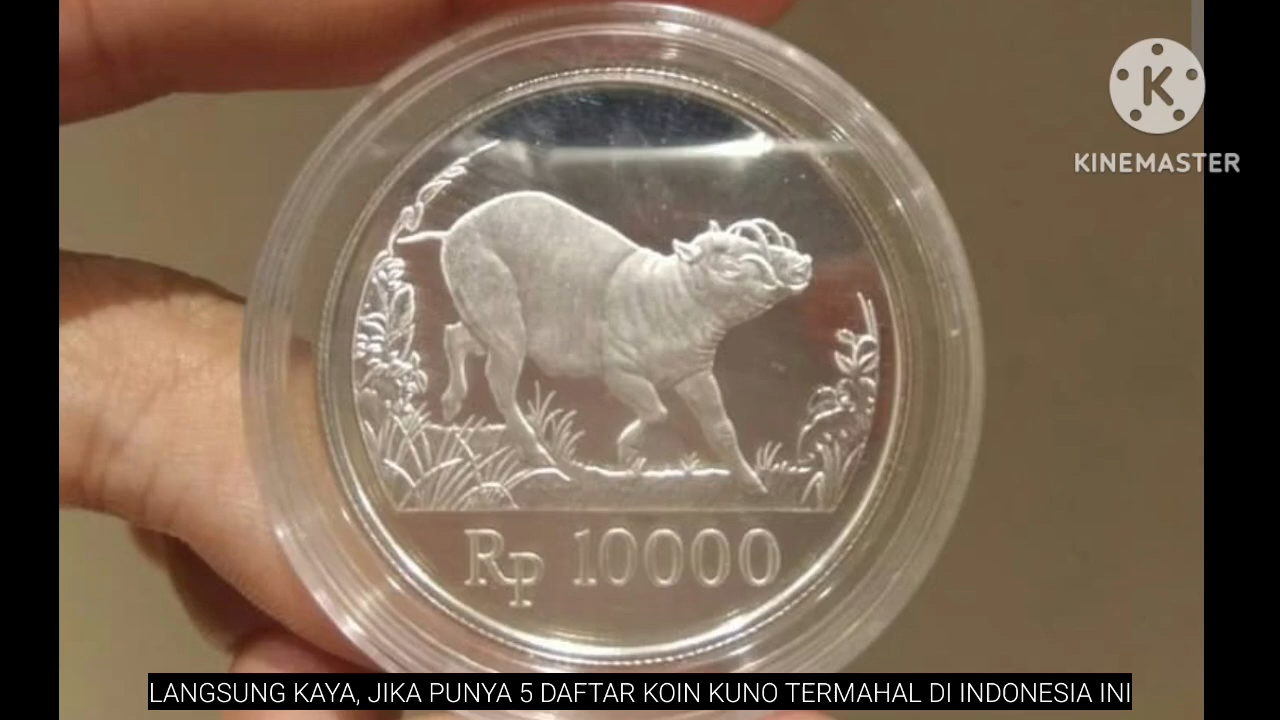 K
KINEMASTER
Rp 10000
LANGSUNG KAYA, JIKA PUNYA 5 DAFTAR KOIN KUNO TERMAHAL DI INDONESIA INI